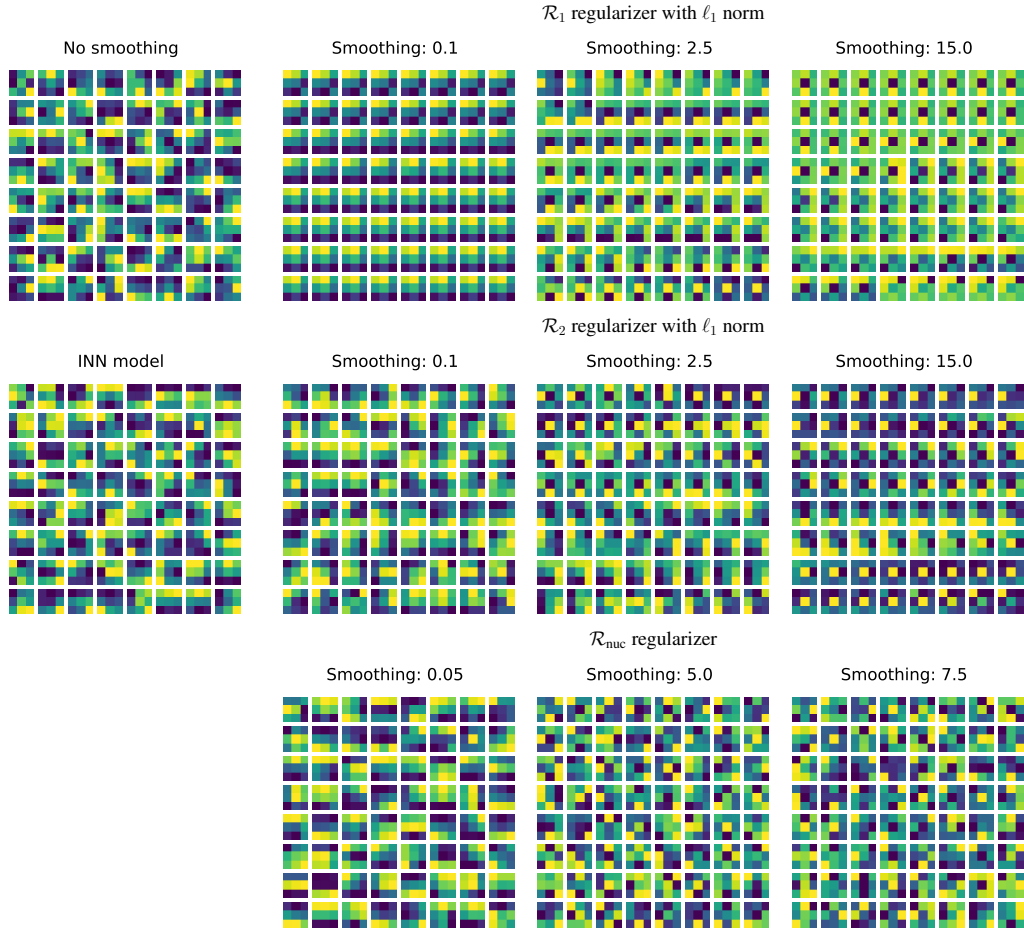 ℛ₁ regularizer with ℓ₁ norm
No smoothing
Smoothing: 0.1
Smoothing: 2.5
Smoothing: 15.0
ℛ₂ regularizer with ℓ₁ norm
INN model
Smoothing: 0.1
Smoothing: 2.5
Smoothing: 15.0
ℛnuc regularizer
Smoothing: 0.05
Smoothing: 5.0
Smoothing: 7.5